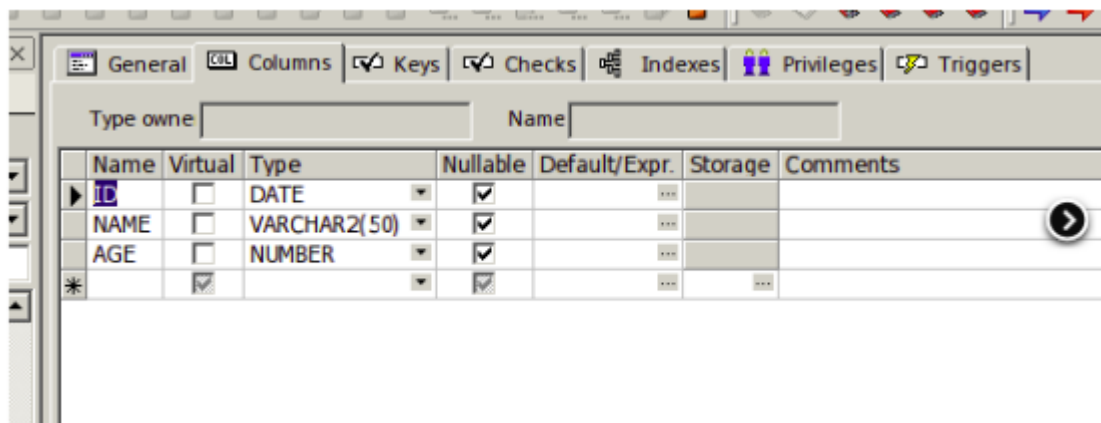 General Columns Keys Checks Indexes Privileges Triggers
Type owne Name
Name Virtual Type Nullable Default/Expr. Storage Comments
ID DATE ...
NAME VARCHAR2(50) ...
AGE NUMBER ...
* ... ...